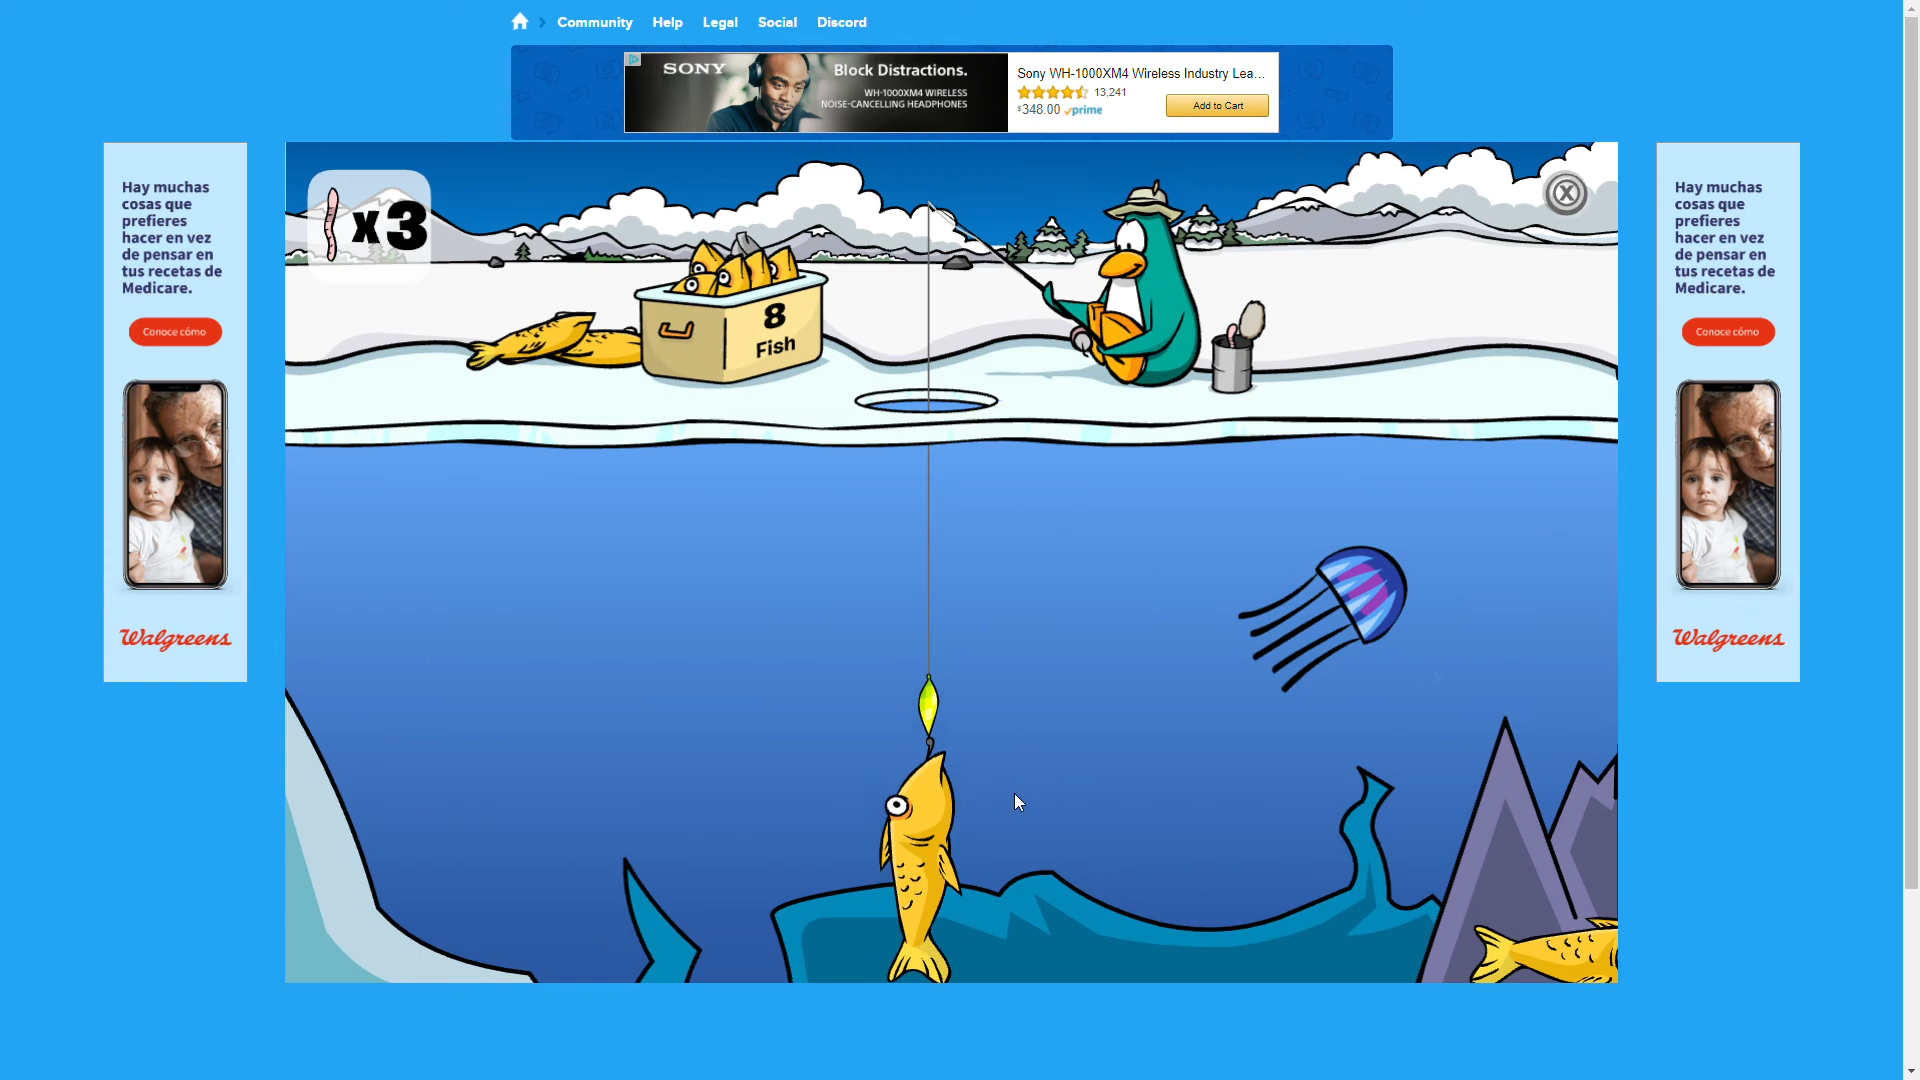 Community Help Legal Social Discord
SONY
Block Distractions.
WH-1000XM4 WIRELESS
NOISE-CANCELLING HEADPHONES
Sony WH-1000XM4 Wireless Industry Lea...
13,241
$348.00 prime
Add to Cart
Hay muchas
cosas que
prefieres
hacer en vez
de pensar en
tus recetas de
Medicare.
Conoce cómo
Walgreens
x3
8
Fish
Hay muchas
cosas que
prefieres
hacer en vez
de pensar en
tus recetas de
Medicare.
Conoce cómo
Walgreens